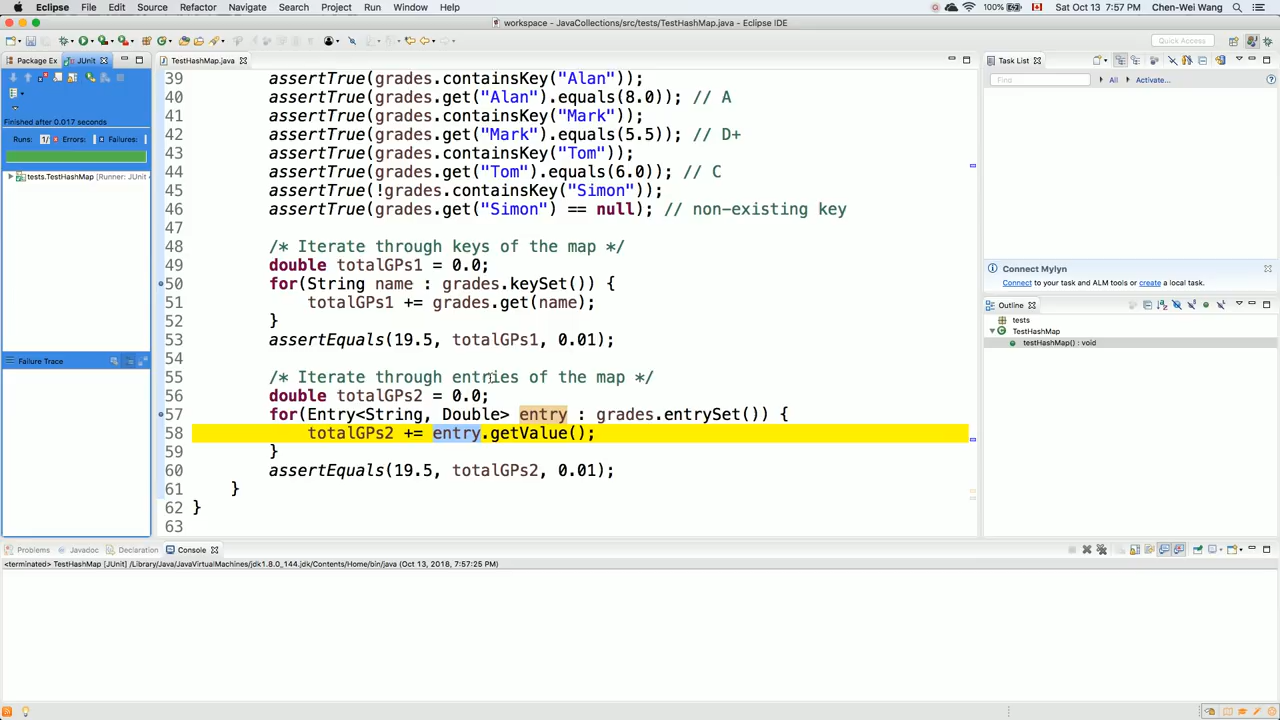 Eclipse File Edit Source Refactor Navigate Search Project Run Window Help 100% Sat Oct 13 7:57 PM Chen-Wei Wang
workspace - JavaCollections/src/tests/TestHashMap.java - Eclipse IDE
Quick Access
Package Ex JUnit
TestHashMap.java
Task List
Find All Activate...
Finished after 0.017 seconds
Runs: 1/ Errors: Failures:
tests.TestHashMap [Runner: JUnit
Failure Trace
39 assertTrue(grades.containsKey("Alan"));
40 assertTrue(grades.get("Alan").equals(8.0)); // A
41 assertTrue(grades.containsKey("Mark"));
42 assertTrue(grades.get("Mark").equals(5.5)); // D+
43 assertTrue(grades.containsKey("Tom"));
44 assertTrue(grades.get("Tom").equals(6.0)); // C
45 assertTrue(!grades.containsKey("Simon"));
46 assertTrue(grades.get("Simon") == null); // non-existing key
47
48 /* Iterate through keys of the map */
49 double totalGPs1 = 0.0;
50 for(String name : grades.keySet()) {
51 totalGPs1 += grades.get(name);
52 }
53 assertEquals(19.5, totalGPs1, 0.01);
54
55 /* Iterate through entries of the map */
56 double totalGPs2 = 0.0;
57 for(Entry<String, Double> entry : grades.entrySet()) {
58 totalGPs2 += entry.getValue();
59 }
60 assertEquals(19.5, totalGPs2, 0.01);
61 }
62 }
63
Connect Mylyn
Connect to your task and ALM tools or create a local task.
Outline
tests
TestHashMap
testHashMap() : void
Problems Javadoc Declaration Console
<terminated> TestHashMap [JUnit] /Library/Java/JavaVirtualMachines/jdk1.8.0_144.jdk/Contents/Home/bin/java (Oct 13, 2018, 7:57:25 PM)